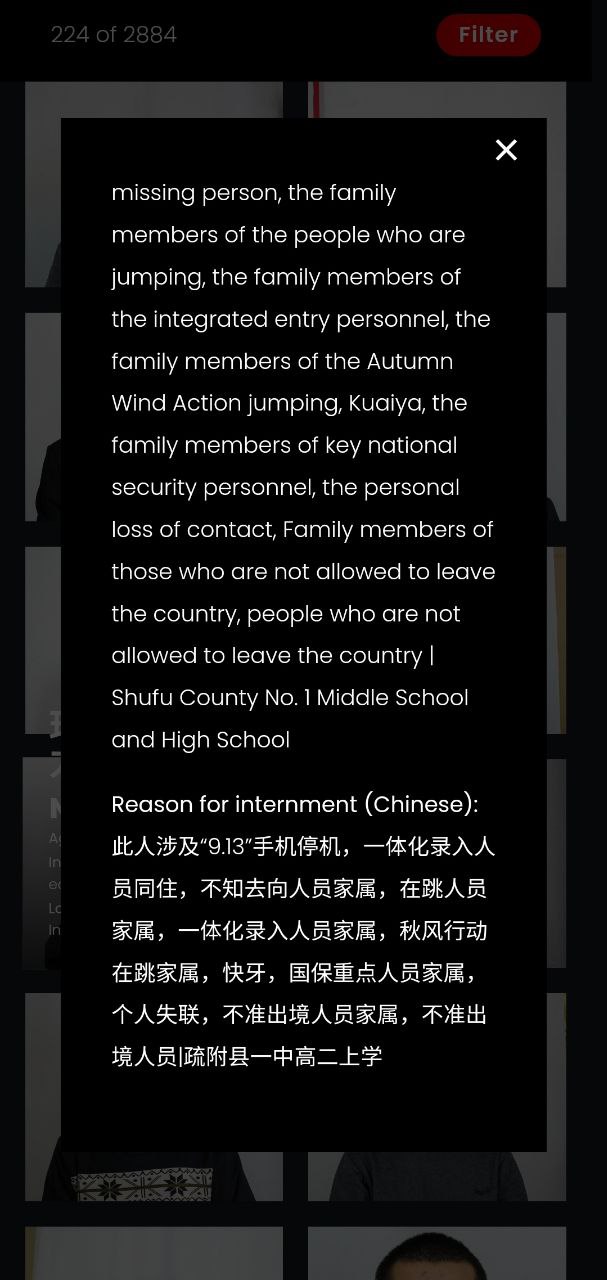 224 of 2884
Filter
missing person, the family
members of the people who are
jumping, the family members of
the integrated entry personnel, the
family members of the Autumn
Wind Action jumping, Kuaiya, the
family members of key national
security personnel, the personal
loss of contact, Family members of
those who are not allowed to leave
the country, people who are not
allowed to leave the country |
Shufu County No. 1 Middle School
and High School
Reason for internment (Chinese):
此人涉及“9.13”手机停机，一体化录入人
员同住，不知去向人员家属，在跳人员
家属，一体化录入人员家属，秋风行动
在跳家属，快牙，国保重点人员家属，
个人失联，不准出境人员家属，不准出
境人员|疏附县一中高二上学